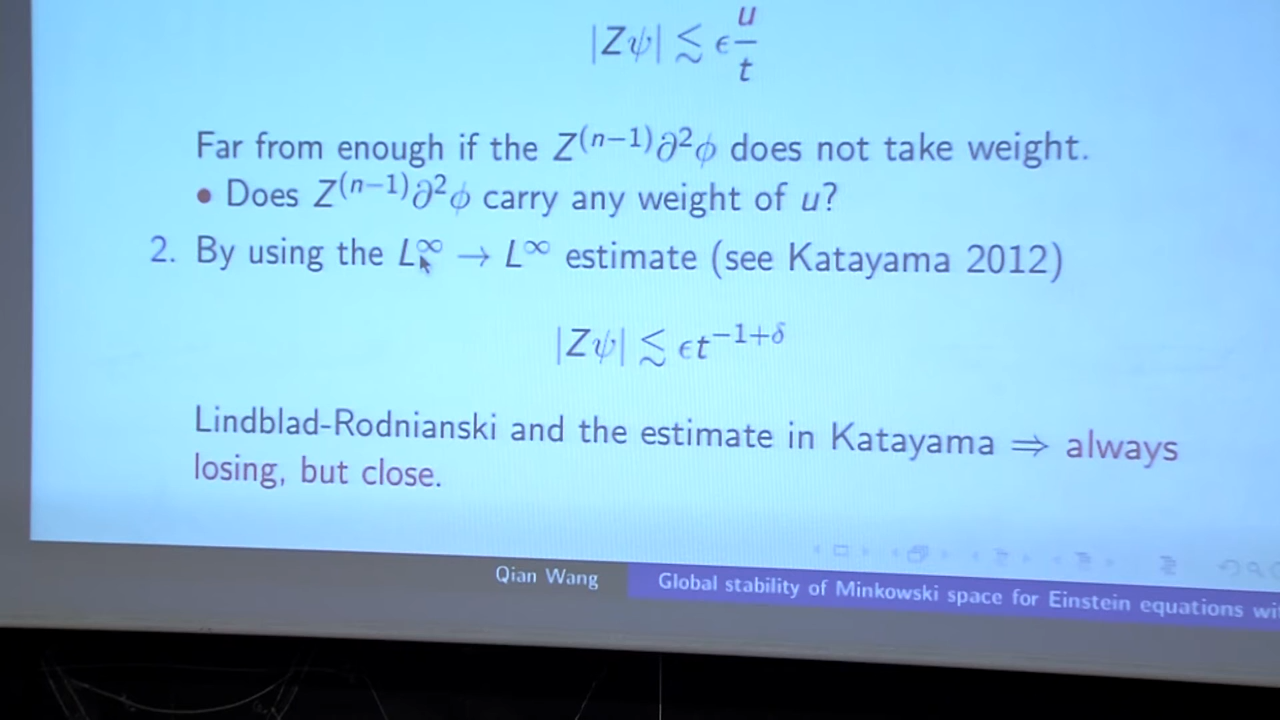 |Zψ| ≲ ϵ u/t
Far from enough if the Z^(n−1)∂²ϕ does not take weight.
• Does Z^(n−1)∂²ϕ carry any weight of u?
2. By using the L^∞ → L^∞ estimate (see Katayama 2012)
|Zψ| ≲ ϵt^−1+δ
Lindblad-Rodnianski and the estimate in Katayama ⇒ always
losing, but close.
Qian Wang
Global stability of Minkowski space for Einstein equations wi